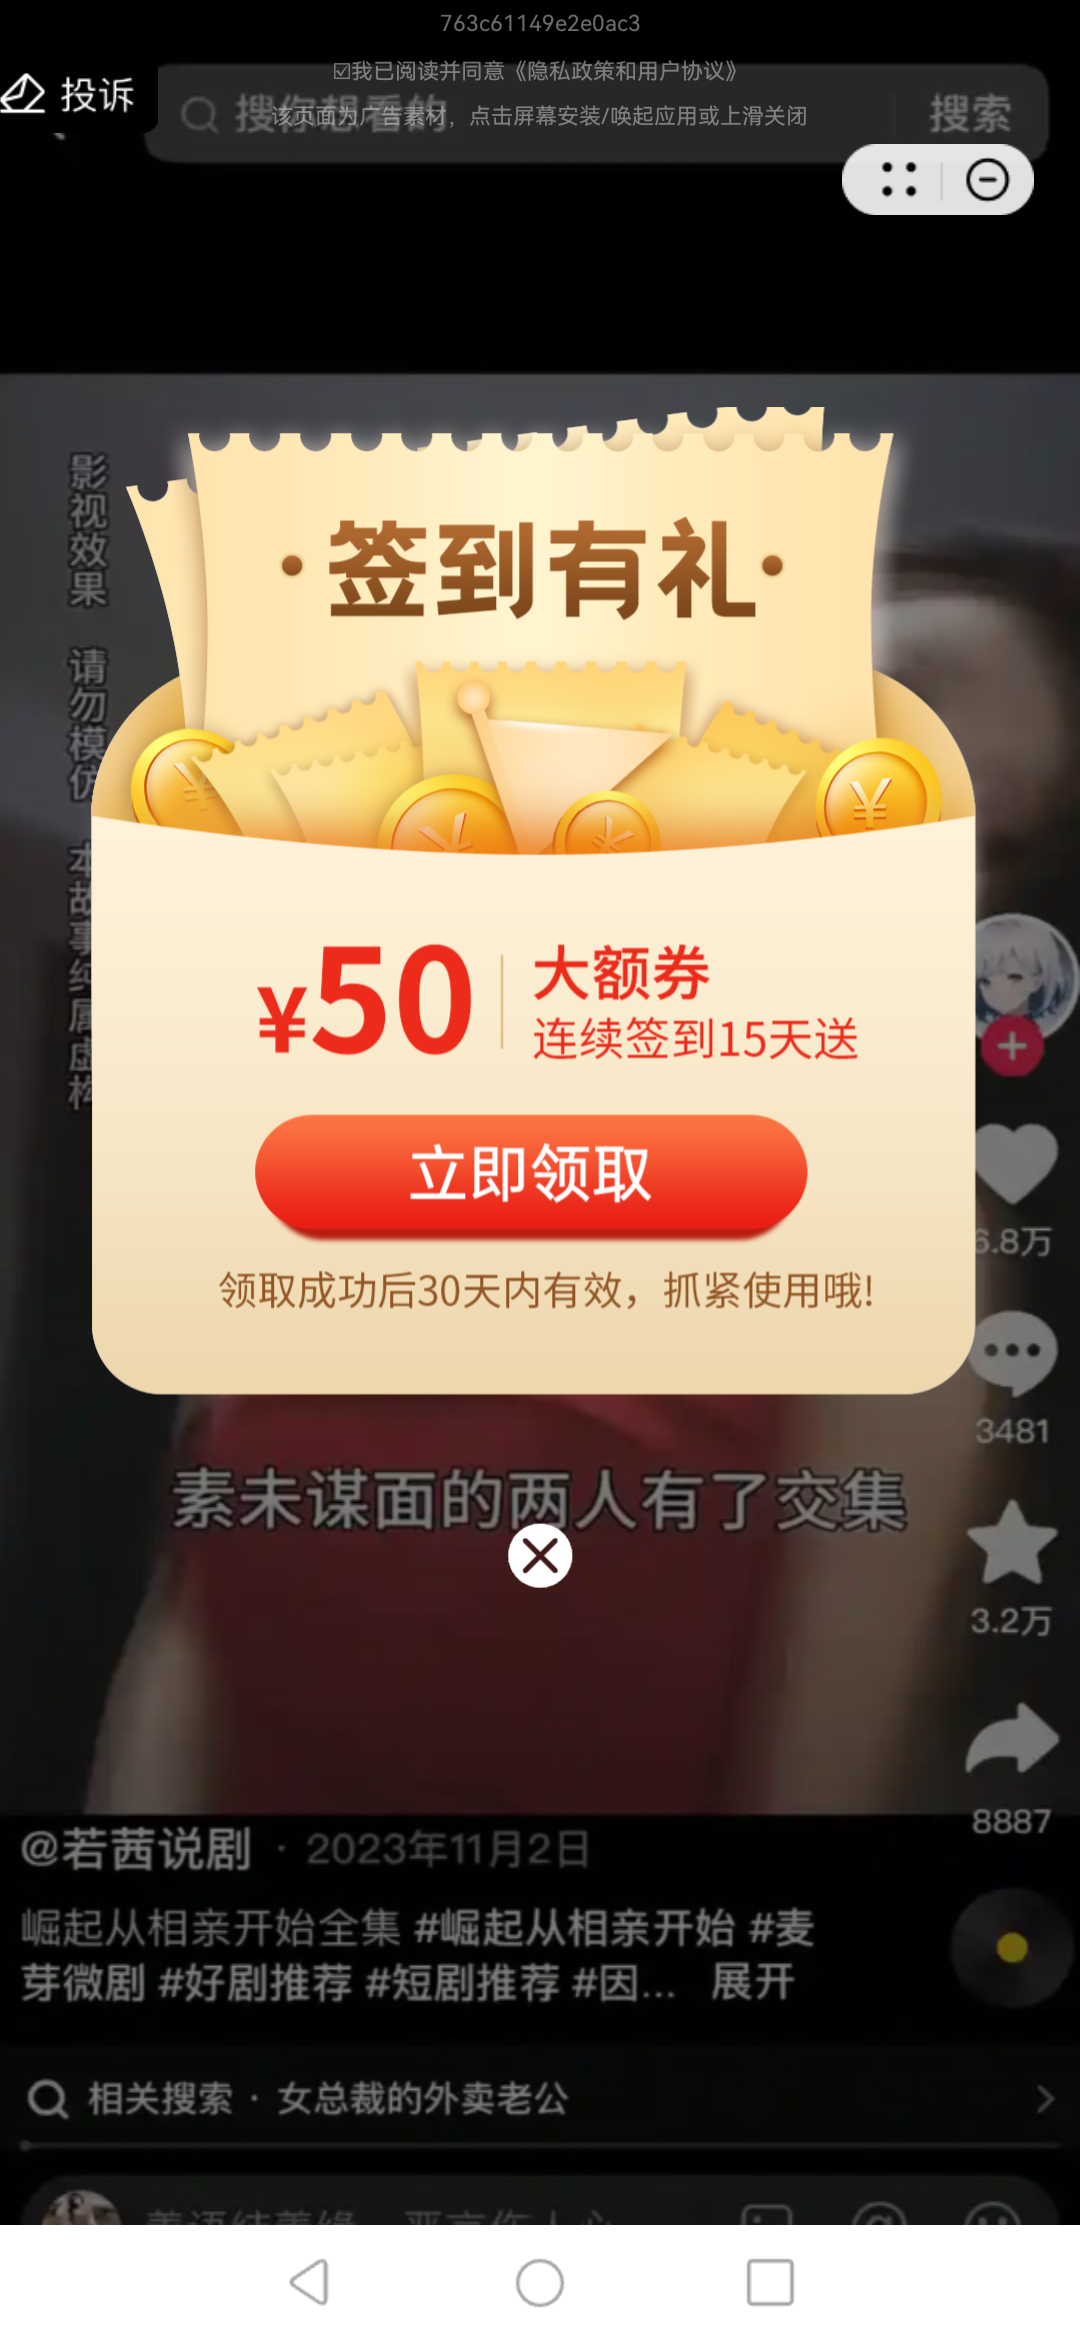 763c61149e2e0ac3
☑我已阅读并同意《隐私政策和用户协议》
投诉
搜你想看的
搜索
该页面为广告素材，点击屏幕安装/唤起应用或上滑关闭
影视效果 请勿模仿 本故事纯属虚构
·签到有礼·
¥50
大额券
连续签到15天送
立即领取
领取成功后30天内有效，抓紧使用哦!
6.8万
3481
素未谋面的两人有了交集
3.2万
8887
@若茜说剧 · 2023年11月2日
崛起从相亲开始全集 #崛起从相亲开始 #麦
芽微剧 #好剧推荐 #短剧推荐 #因... 展开
相关搜索 · 女总裁的外卖老公